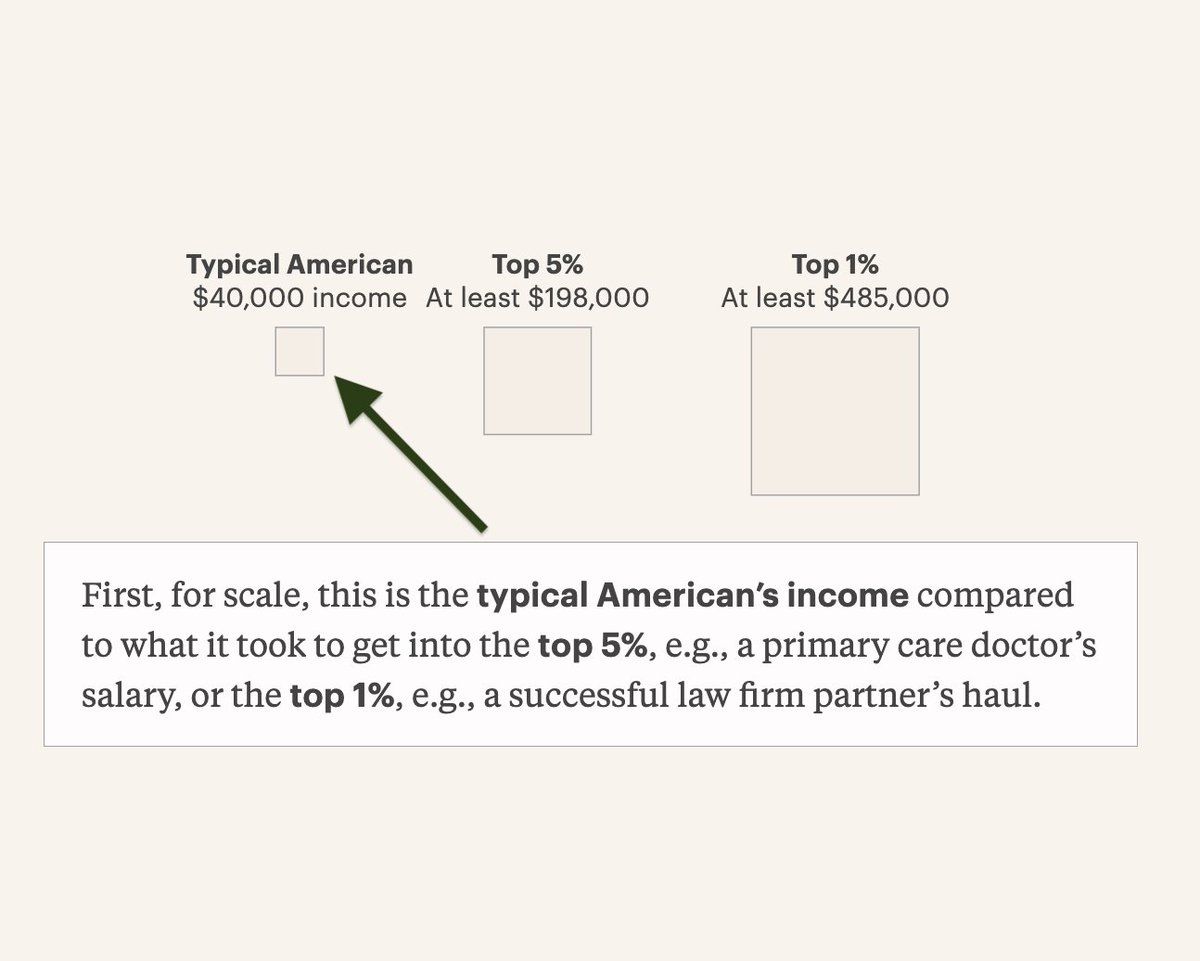 Typical American
$40,000 income
Top 5%
At least $198,000
Top 1%
At least $485,000
First, for scale, this is the typical American’s income compared
to what it took to get into the top 5%, e.g., a primary care doctor’s
salary, or the top 1%, e.g., a successful law firm partner’s haul.